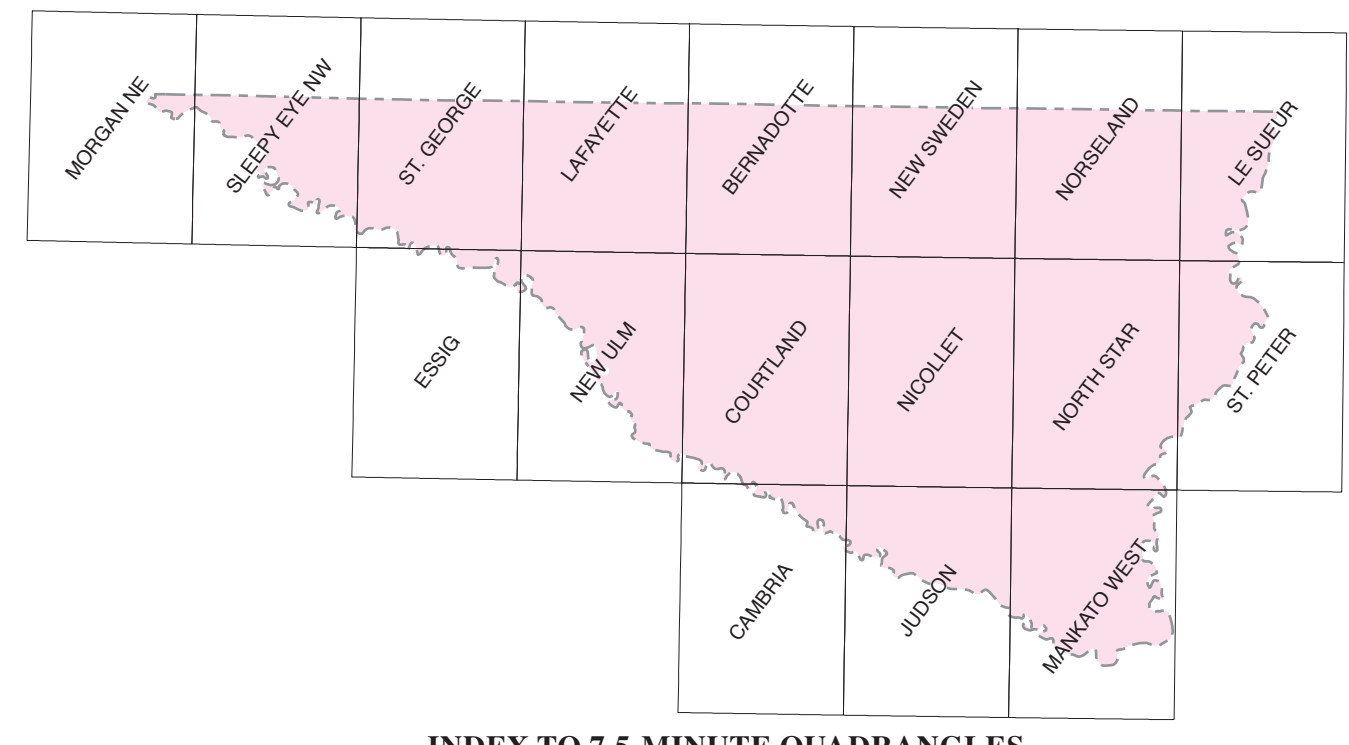 MORGAN NE
SLEEPY EYE NW
ST. GEORGE
LAFAYETTE
BERNADOTTE
NEW SWEDEN
NORSELAND
LE SUEUR
ESSIG
NEW ULM
COURTLAND
NICOLLET
NORTH STAR
ST. PETER
CAMBRIA
JUDSON
MANKATO WEST
INDEX TO 7.5-MINUTE QUADRANGLES